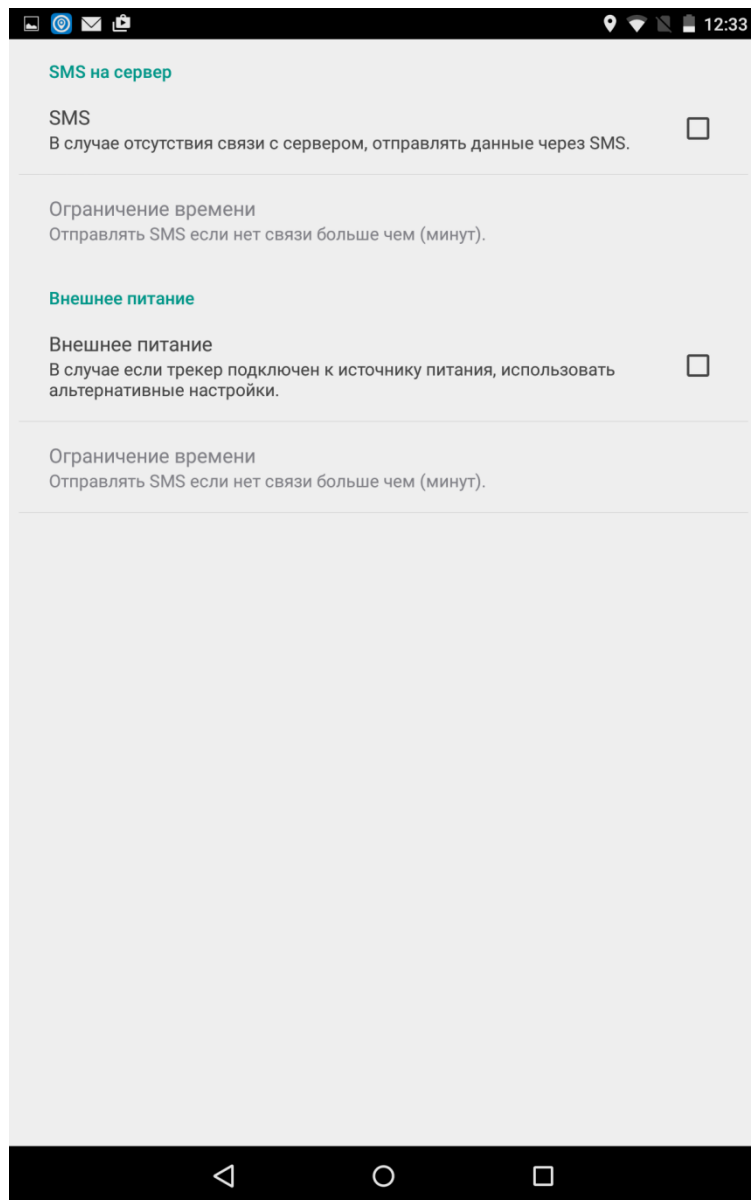 12:33
SMS на сервер
SMS
В случае отсутствия связи с сервером, отправлять данные через SMS.
Ограничение времени
Отправлять SMS если нет связи больше чем (минут).
Внешнее питание
Внешнее питание
В случае если трекер подключен к источнику питания, использовать
альтернативные настройки.
Ограничение времени
Отправлять SMS если нет связи больше чем (минут).